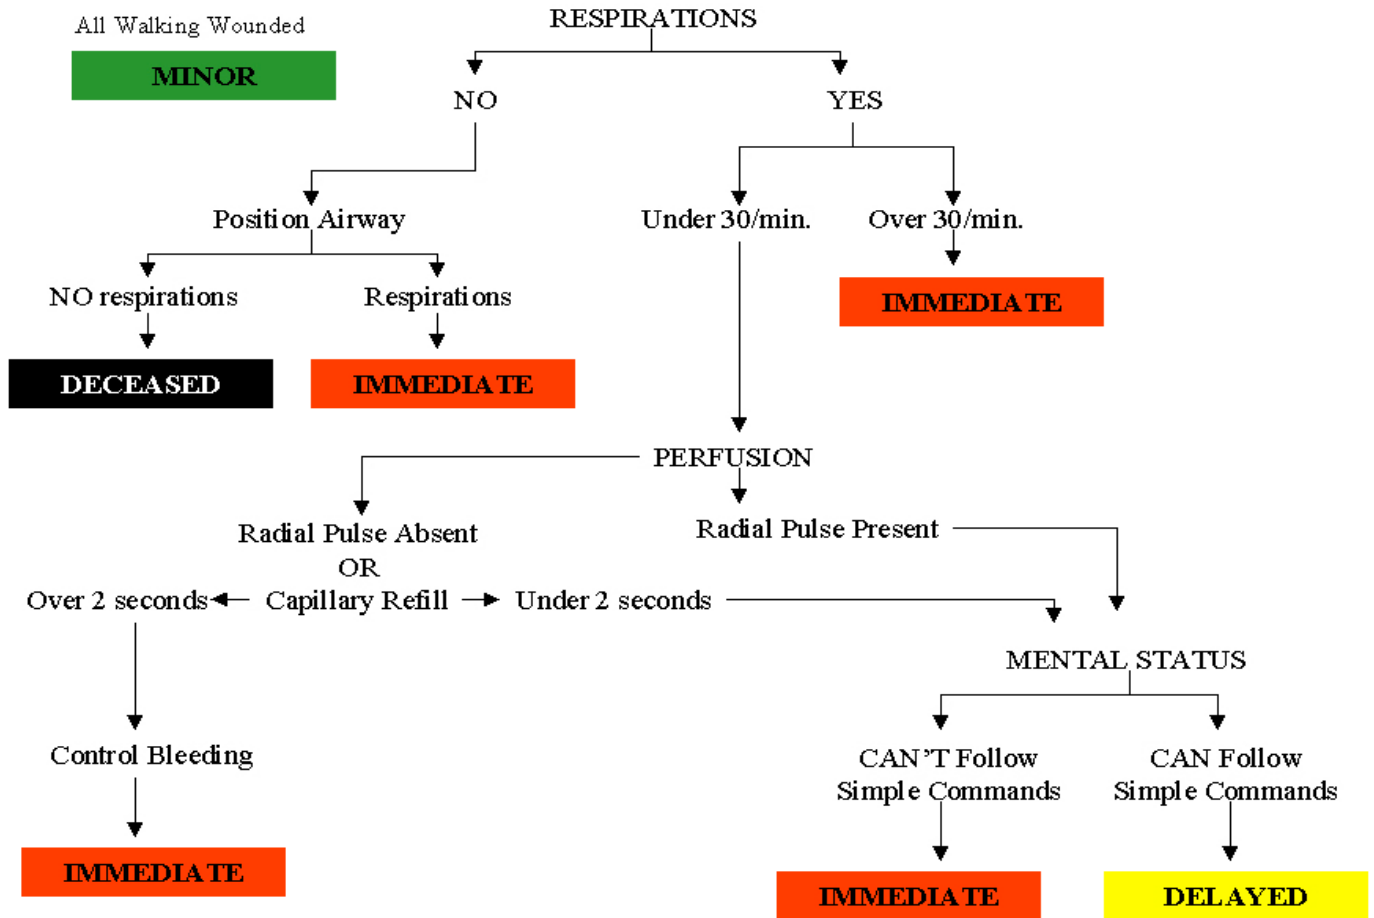 All Walking Wounded
MINOR
RESPIRATIONS
NO
YES
Position Airway
Under 30/min.
Over 30/min.
NO respirations
Respirations
IMMEDIATE
DECEASED
IMMEDIATE
PERFUSION
Radial Pulse Absent
OR
Radial Pulse Present
Over 2 seconds
Capillary Refill
Under 2 seconds
MENTAL STATUS
Control Bleeding
CAN'T Follow
Simple Commands
CAN Follow
Simple Commands
IMMEDIATE
IMMEDIATE
DELAYED